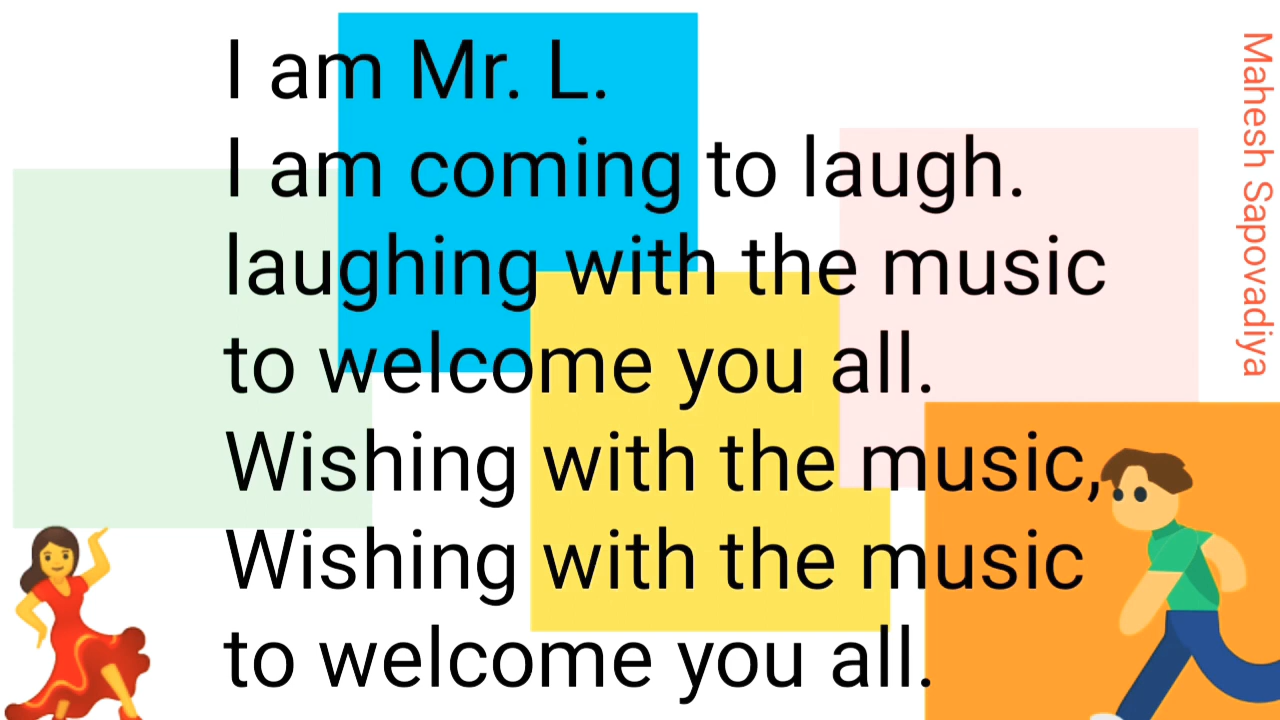 I am Mr. L.
I am coming to laugh.
laughing with the music
to welcome you all.
Wishing with the music,
Wishing with the music
to welcome you all.
Mahesh Sapovadiya